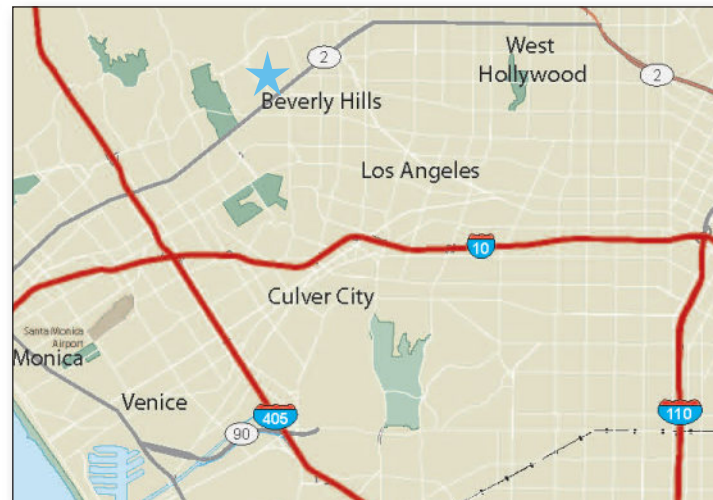 2
West
Hollywood
2
Beverly Hills
Los Angeles
10
Culver City
Santa Monica
Airport
Monica
Venice
405
90
110